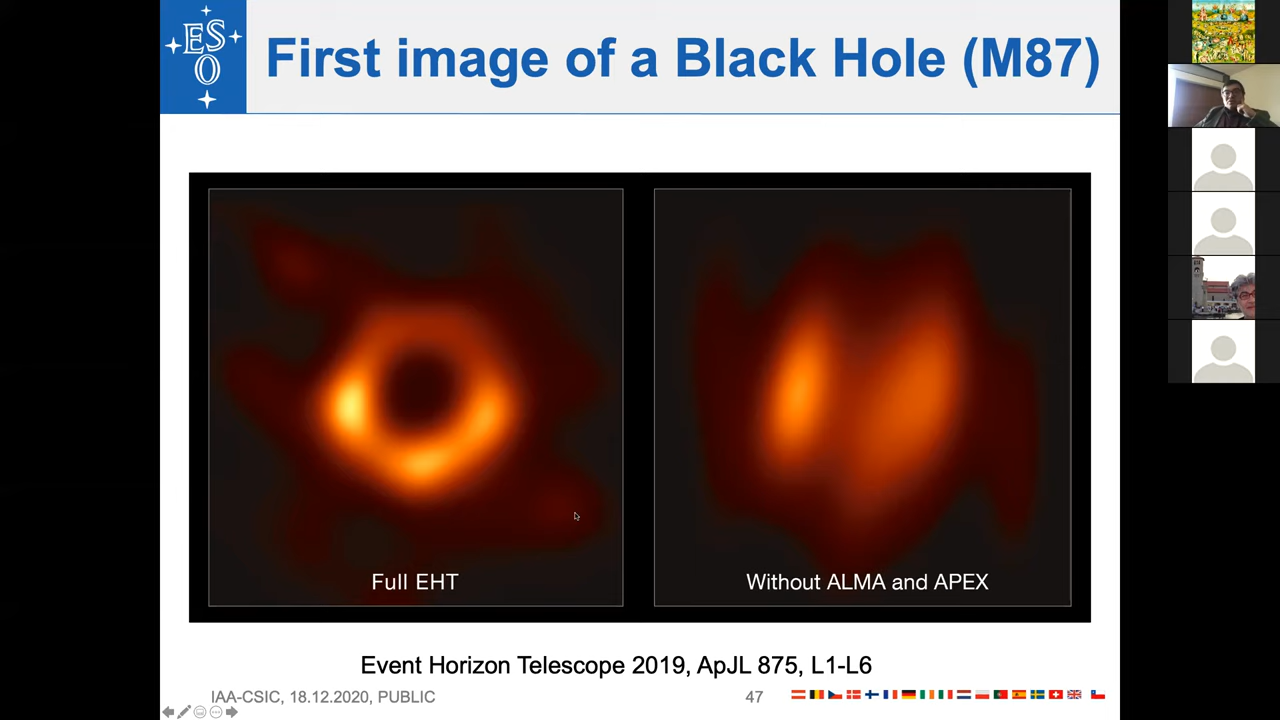 ES
O
First image of a Black Hole (M87)
Full EHT
Without ALMA and APEX
Event Horizon Telescope 2019, ApJL 875, L1-L6
IAA-CSIC, 18.12.2020, PUBLIC
47